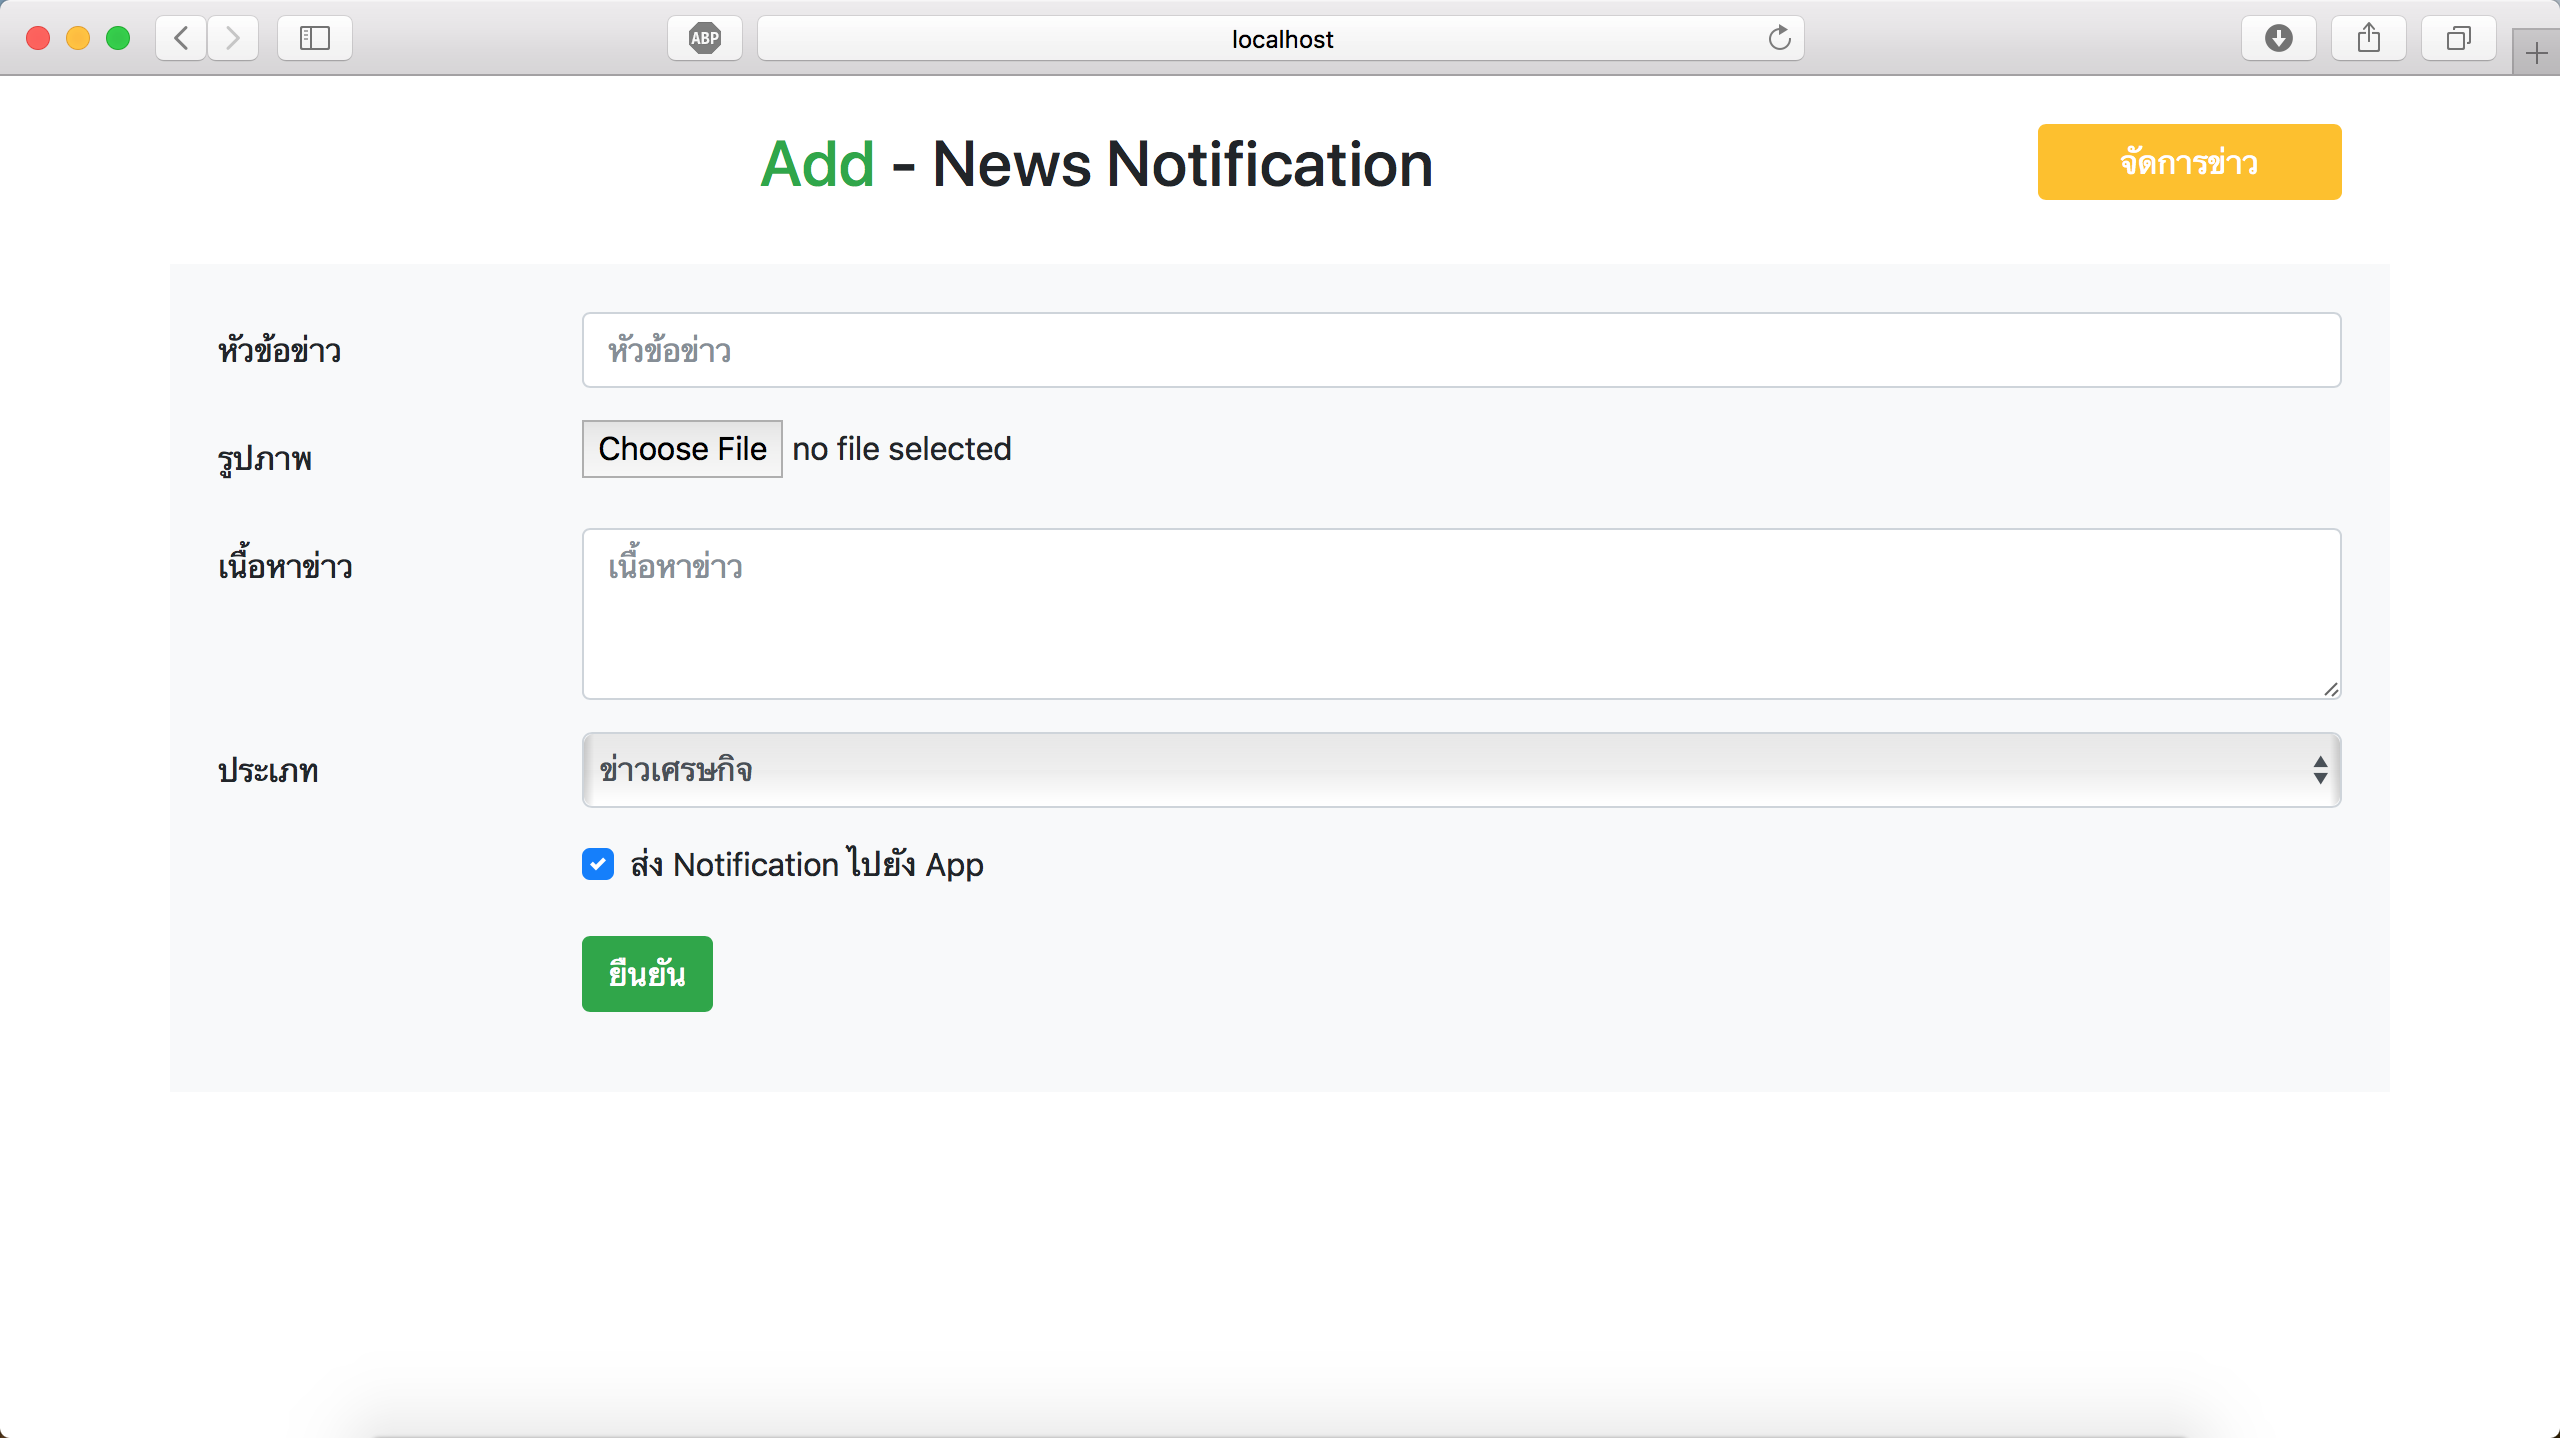 ABP
localhost
Add - News Notification
จัดการข่าว
หัวข้อข่าว
หัวข้อข่าว
รูปภาพ
Choose File no file selected
เนื้อหาข่าว
เนื้อหาข่าว
ประเภท
ข่าวเศรษกิจ
ส่ง Notification ไปยัง App
ยืนยัน